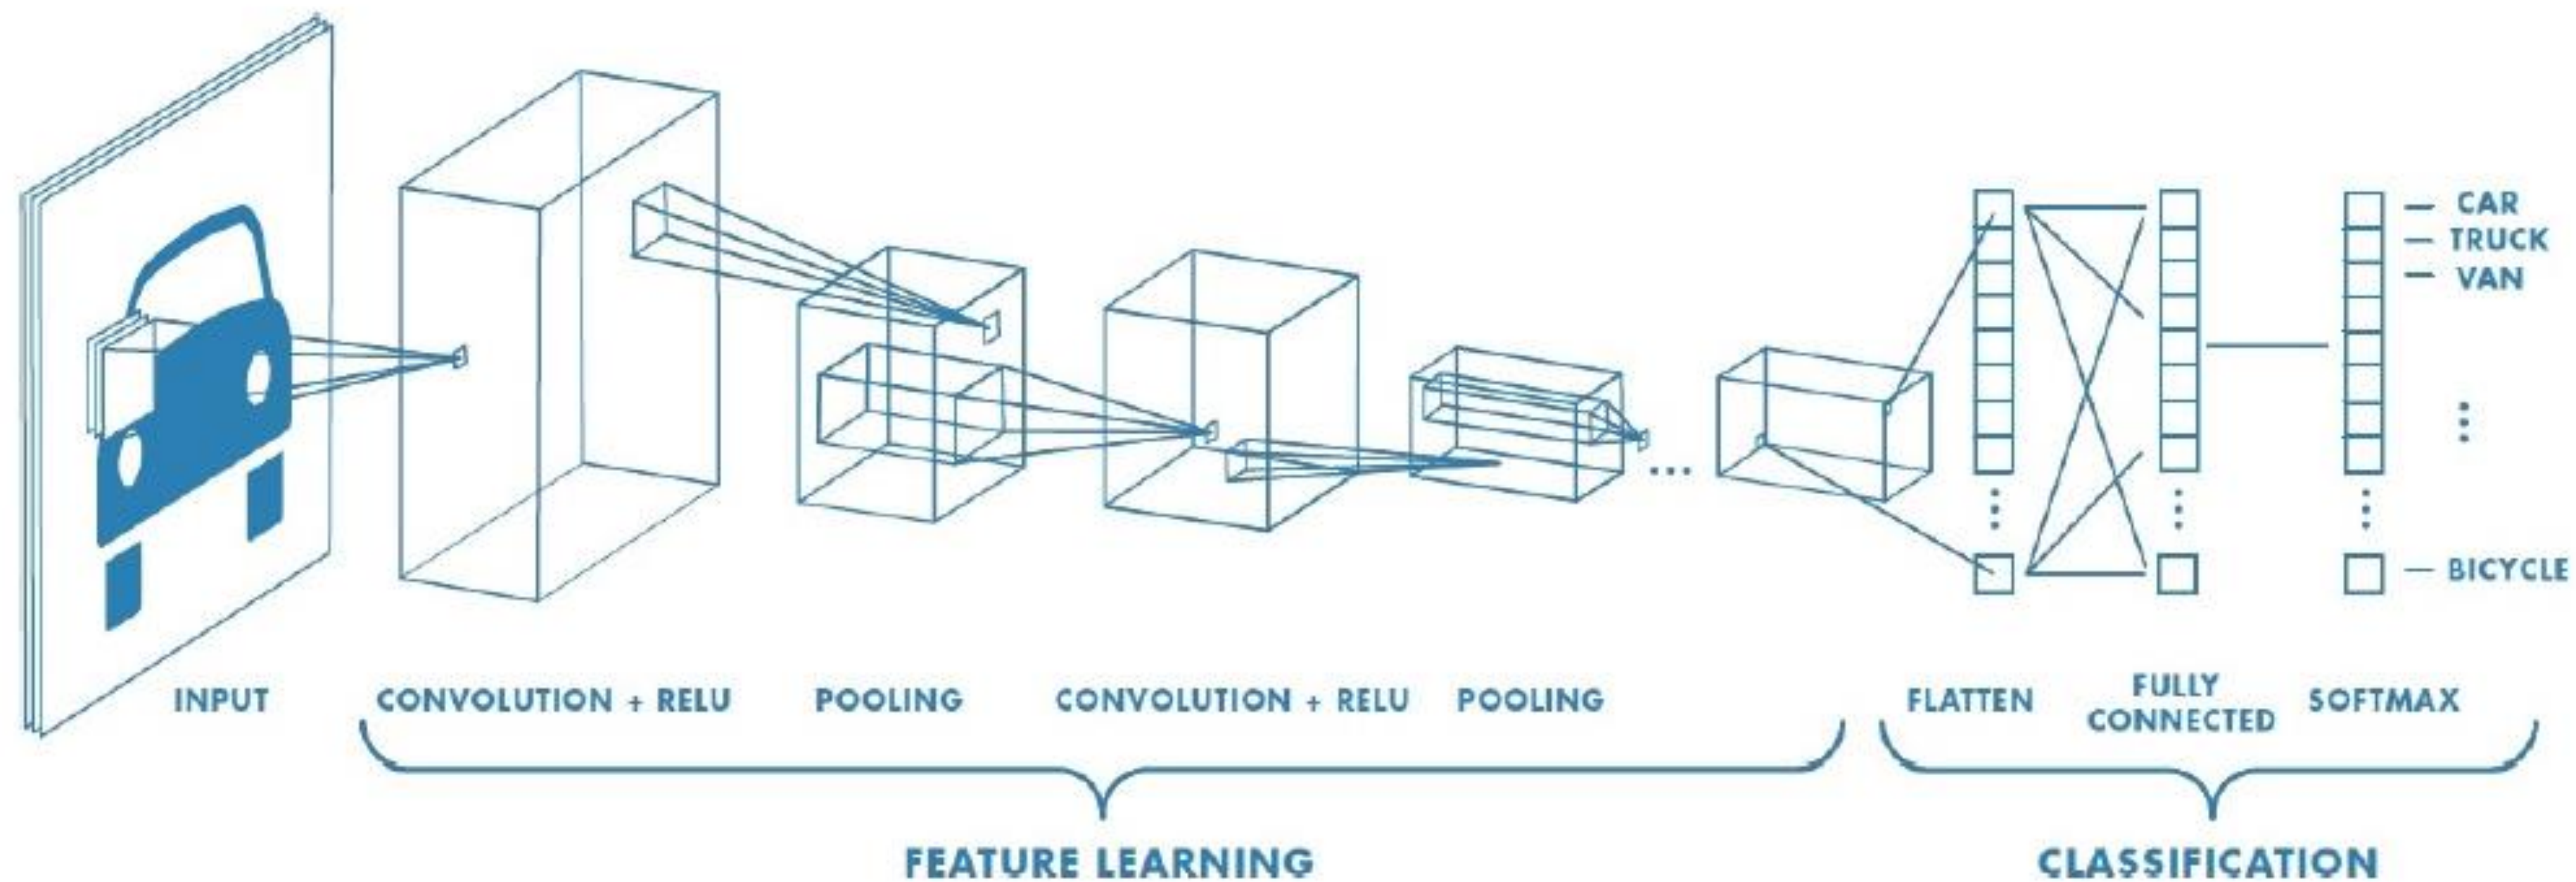 CAR
TRUCK
VAN
BICYCLE
INPUT
CONVOLUTION + RELU
POOLING
CONVOLUTION + RELU
POOLING
FLATTEN
FULLY
CONNECTED
SOFTMAX
FEATURE LEARNING
CLASSIFICATION